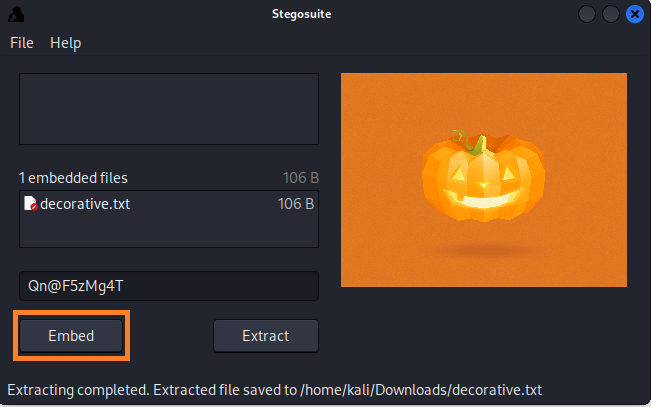 Stegosuite
File Help
1 embedded files 106 B
decorative.txt 106 B
Qn@F5zMg4T
Embed Extract
Extracting completed. Extracted file saved to /home/kali/Downloads/decorative.txt